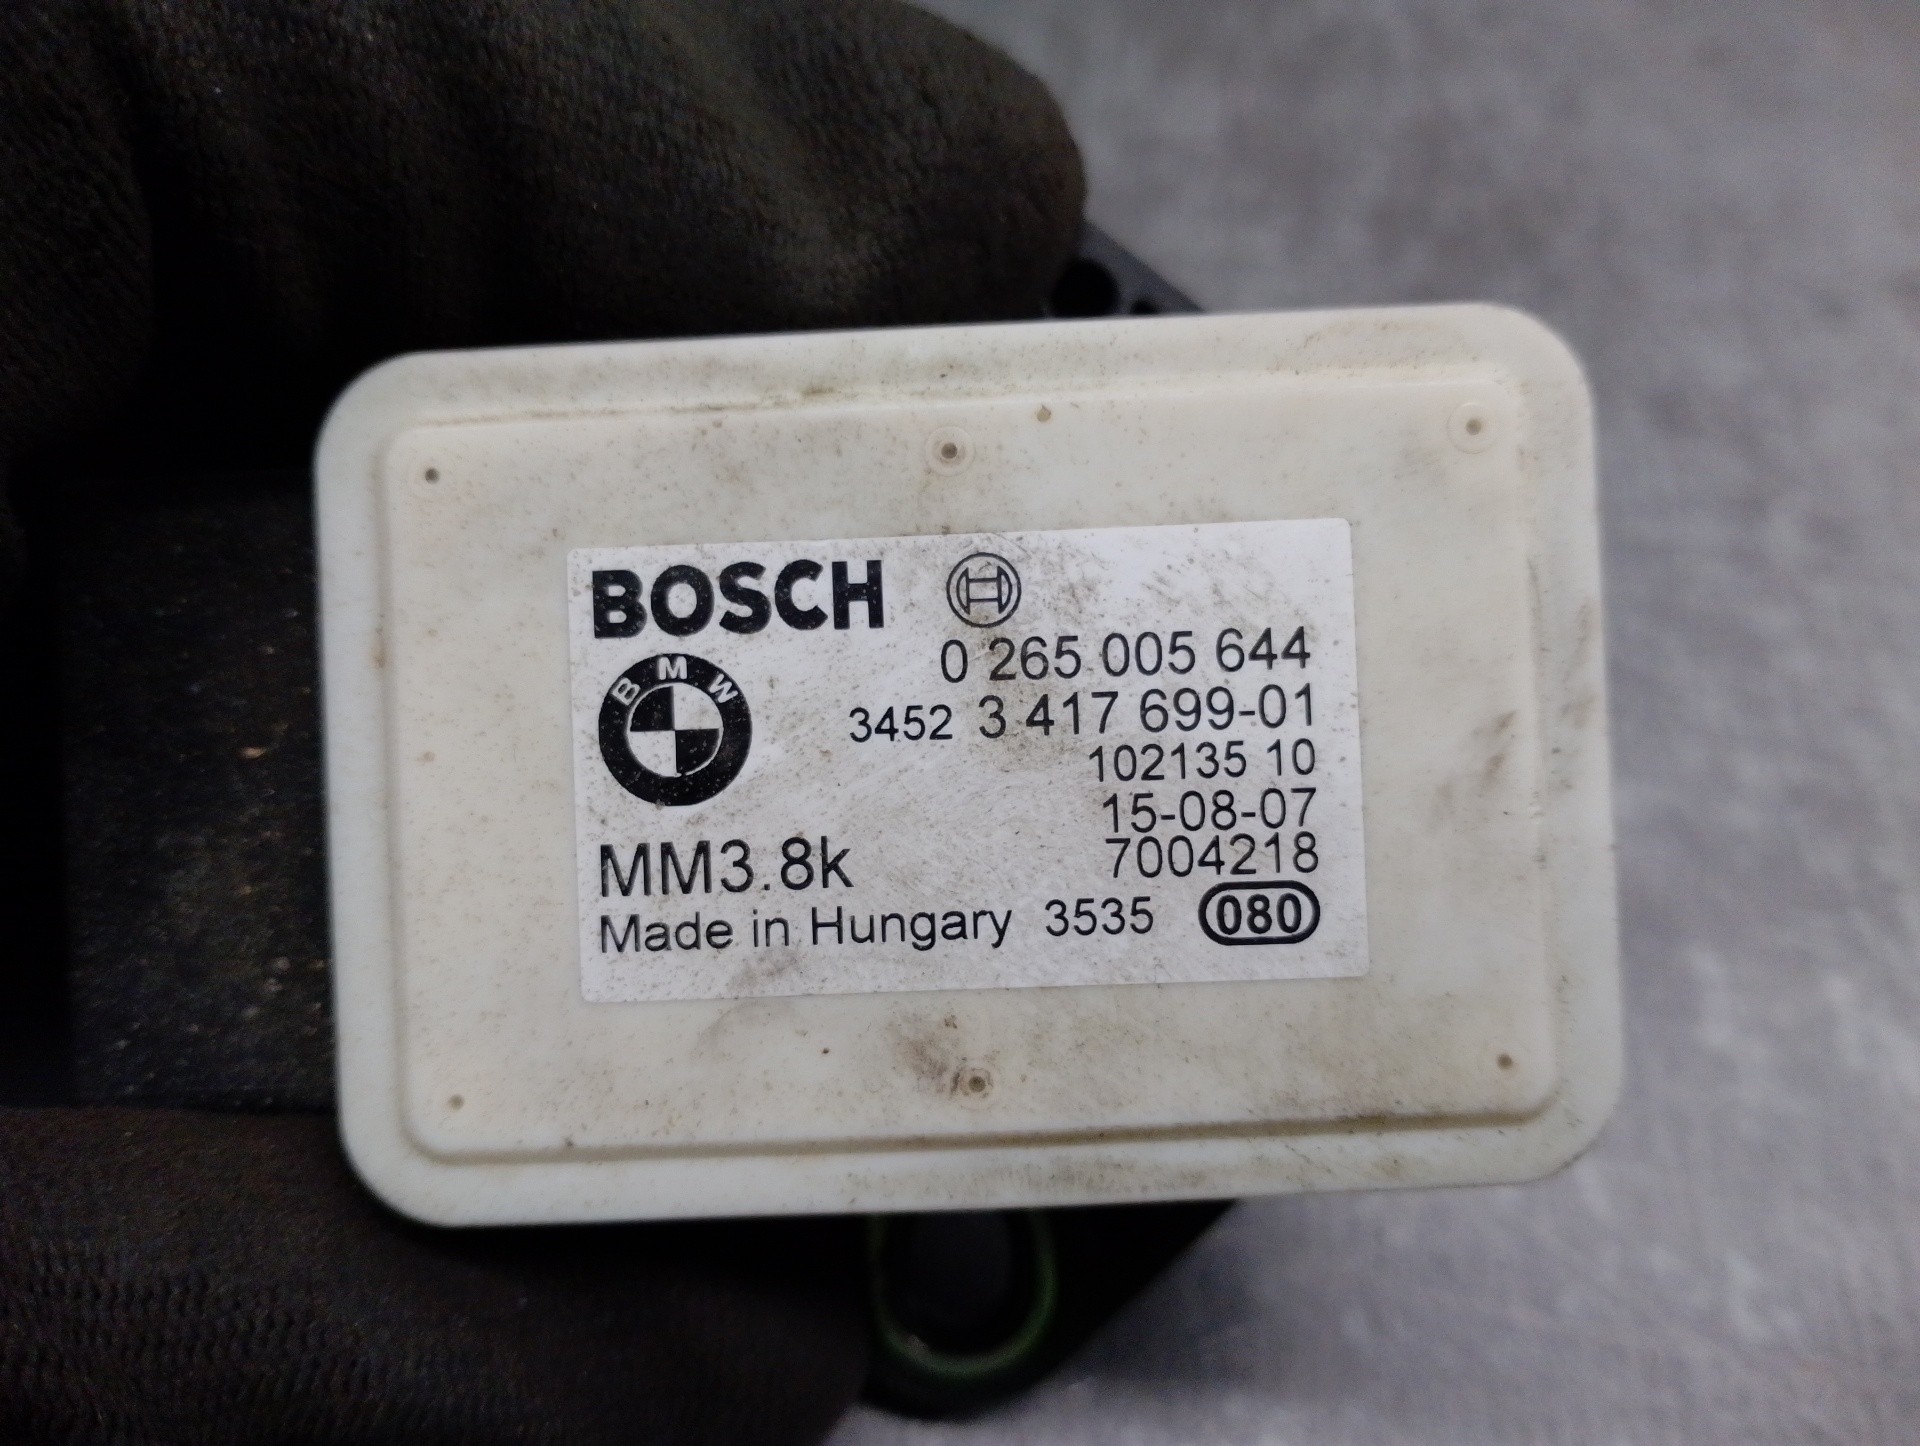 BOSCH
0 265 005 644
BMW
3452 3 417 699-01
102135 10
15-08-07
7004218
MM3.8k
Made in Hungary 3535 080